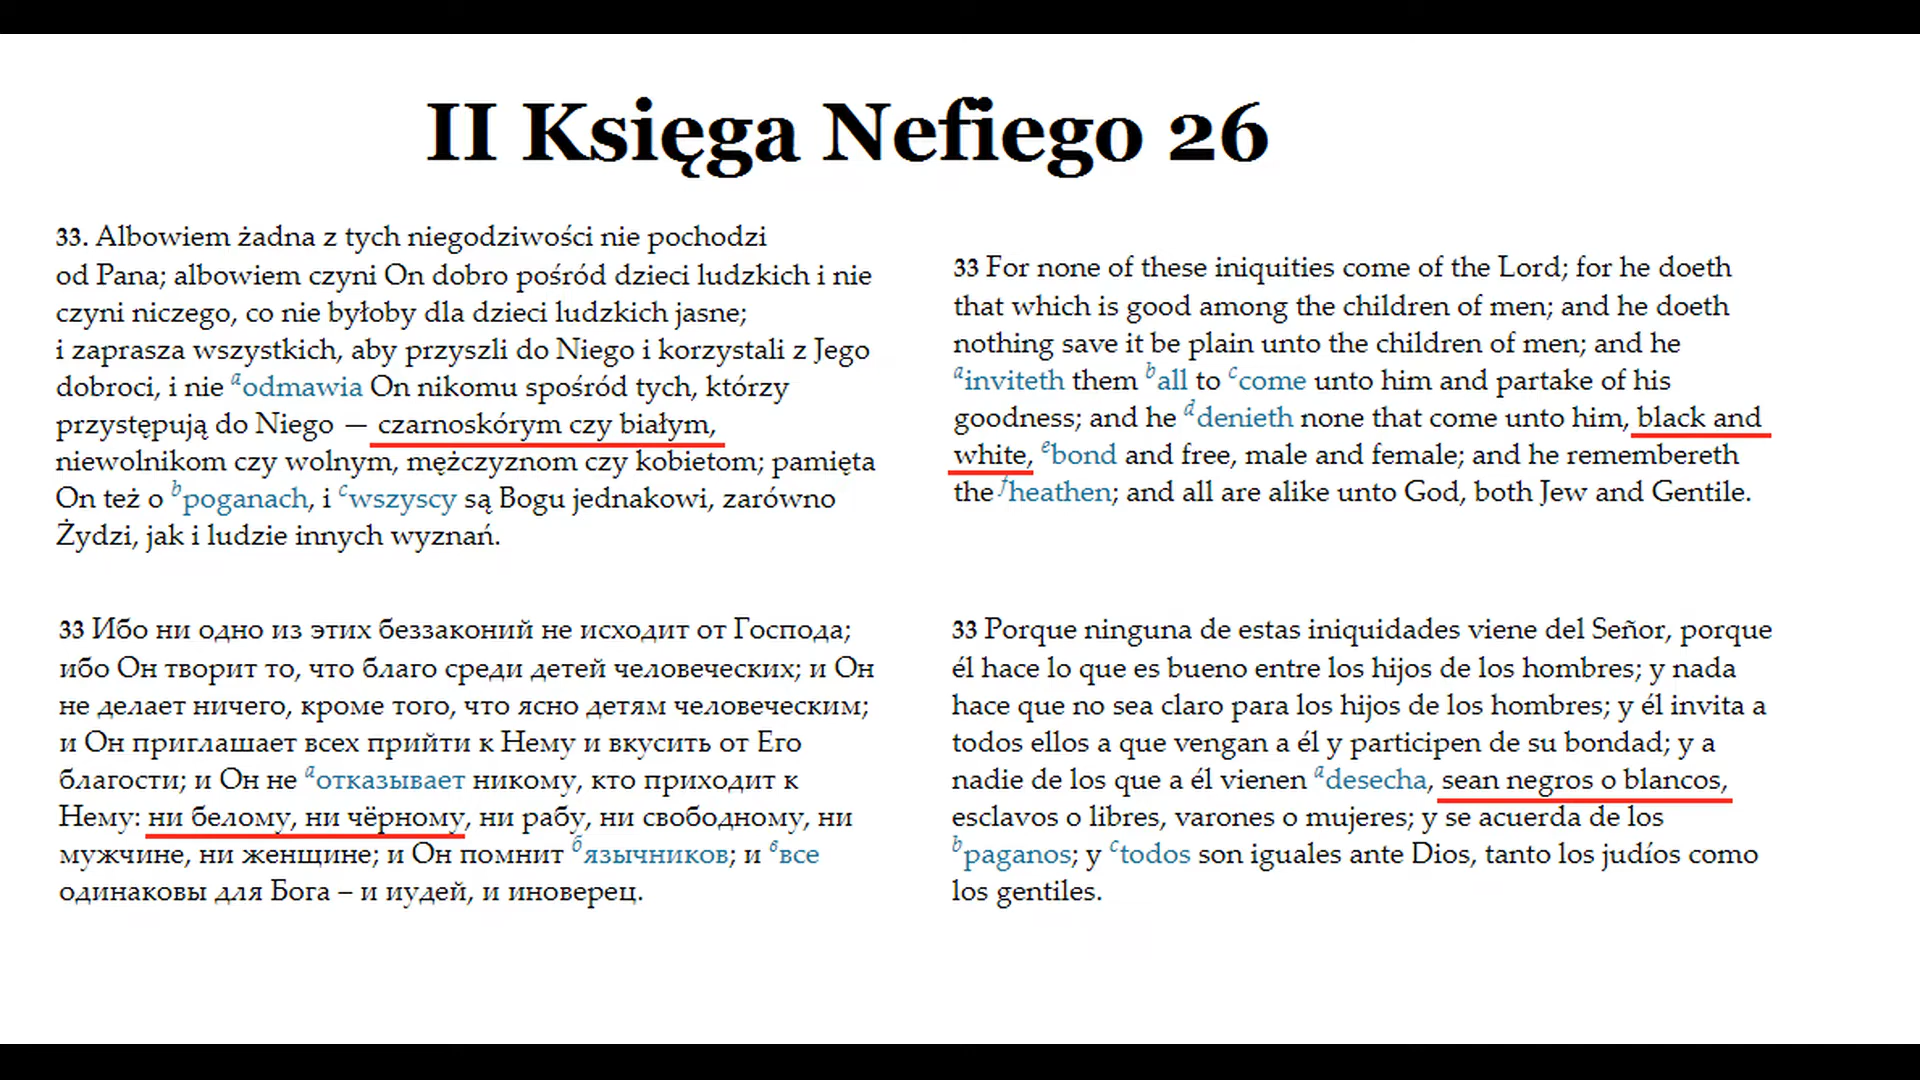 II Księga Nefiego 26
33. Albowiem żadna z tych niegodziwości nie pochodzi
od Pana; albowiem czyni On dobro pośród dzieci ludzkich i nie
czyni niczego, co nie byłoby dla dzieci ludzkich jasne;
i zaprasza wszystkich, aby przyszli do Niego i korzystali z Jego
dobroci, i nie ᵃodmawia On nikomu spośród tych, którzy
przystępują do Niego — czarnoskórym czy białym,
niewolnikom czy wolnym, mężczyznom czy kobietom; pamięta
On też o ᵇpoganach, i ᶜwszyscy są Bogu jednakowi, zarówno
Żydzi, jak i ludzie innych wyznań.
33 For none of these iniquities come of the Lord; for he doeth
that which is good among the children of men; and he doeth
nothing save it be plain unto the children of men; and he
ᵃinviteth them ᵇall to ᶜcome unto him and partake of his
goodness; and he ᵈdenieth none that come unto him, black and
white, ᵉbond and free, male and female; and he remembereth
the ᶠheathen; and all are alike unto God, both Jew and Gentile.
33 Ибо ни одно из этих беззаконий не исходит от Господа;
ибо Он творит то, что благо среди детей человеческих; и Он
не делает ничего, кроме того, что ясно детям человеческим;
и Он приглашает всех прийти к Нему и вкусить от Его
благости; и Он не ᵃотказывает никому, кто приходит к
Нему: ни белому, ни чёрному, ни рабу, ни свободному, ни
мужчине, ни женщине; и Он помнит ᵇязычников; и ᵛвсе
одинаковы для Бога – и иудей, и иноверец.
33 Porque ninguna de estas iniquidades viene del Señor, porque
él hace lo que es bueno entre los hijos de los hombres; y nada
hace que no sea claro para los hijos de los hombres; y él invita a
todos ellos a que vengan a él y participen de su bondad; y a
nadie de los que a él vienen ᵃdesecha, sean negros o blancos,
esclavos o libres, varones o mujeres; y se acuerda de los
ᵇpaganos; y ᶜtodos son iguales ante Dios, tanto los judíos como
los gentiles.